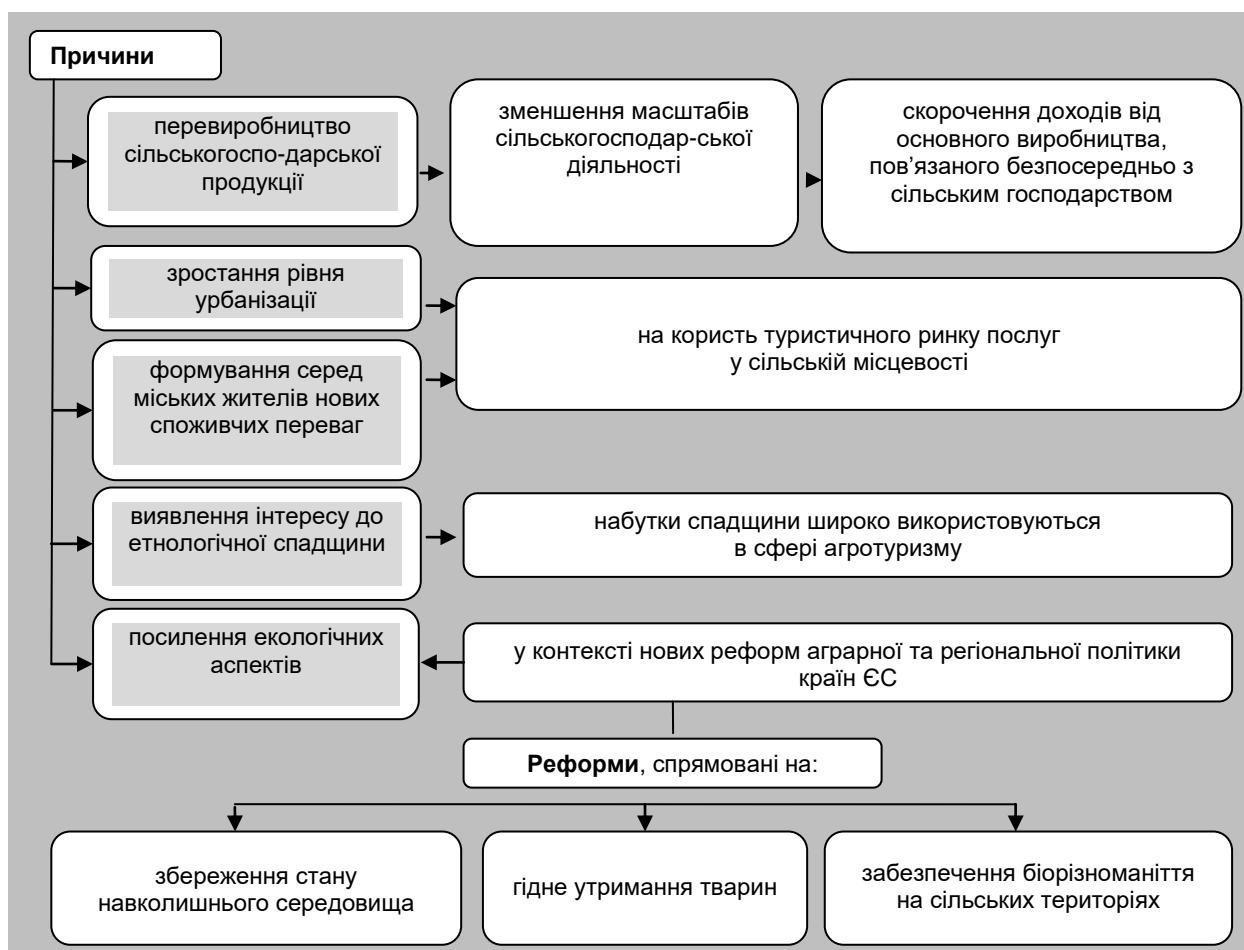 Причини
перевиробництво
сільськогоспо-дарської
продукції
зменшення масштабів
сільськогосподар-ської
діяльності
скорочення доходів від
основного виробництва,
пов’язаного безпосередньо з
сільським господарством
зростання рівня
урбанізації
на користь туристичного ринку послуг
у сільській місцевості
формування серед
міських жителів нових
споживчих переваг
виявлення інтересу до
етнологічної спадщини
набутки спадщини широко використовуються
в сфері агротуризму
посилення екологічних
аспектів
у контексті нових реформ аграрної та регіональної політики
країн ЄС
Реформи, спрямовані на:
збереження стану
навколишнього середовища
гідне утримання тварин
забезпечення біорізноманіття
на сільських територіях